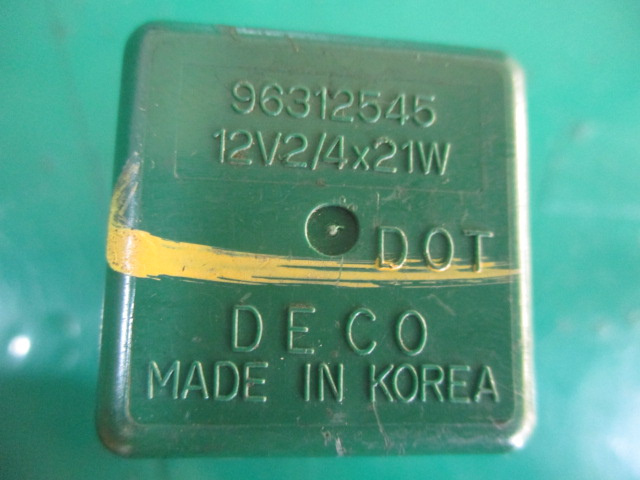 96312545
12V2/4x21W
DOT
DECO
MADE IN KOREA